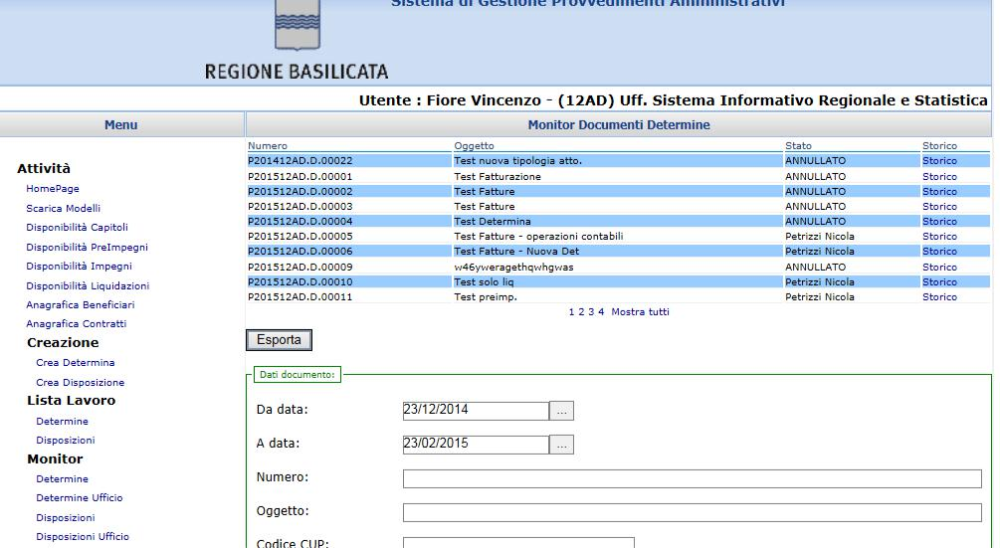 Sistema di Gestione Provvedimenti Amministrativi
REGIONE BASILICATA
Utente : Fiore Vincenzo - (12AD) Uff. Sistema Informativo Regionale e Statistica
Menu
Attività
HomePage
Scarica Modelli
Disponibilità Capitoli
Disponibilità PreImpegni
Disponibilità Impegni
Disponibilità Liquidazioni
Anagrafica Beneficiari
Anagrafica Contratti
Creazione
Crea Determina
Crea Disposizione
Lista Lavoro
Determine
Disposizioni
Monitor
Determine
Determine Ufficio
Disposizioni
Disposizioni Ufficio
Monitor Documenti Determine
Numero Oggetto Stato Storico
P201412AD.D.00022 Test nuova tipologia atto. ANNULLATO Storico
P201512AD.D.00001 Test Fatturazione ANNULLATO Storico
P201512AD.D.00002 Test Fatture ANNULLATO Storico
P201512AD.D.00003 Test Fatture ANNULLATO Storico
P201512AD.D.00004 Test Determina ANNULLATO Storico
P201512AD.D.00005 Test Fatture - operazioni contabili Petrizzi Nicola Storico
P201512AD.D.00006 Test Fatture - Nuova Det Petrizzi Nicola Storico
P201512AD.D.00009 w46yweragethqwhgwas ANNULLATO Storico
P201512AD.D.00010 Test solo liq Petrizzi Nicola Storico
P201512AD.D.00011 Test preimp. Petrizzi Nicola Storico
1 2 3 4 Mostra tutti
Esporta
Dati documento:
Da data: 23/12/2014 ...
A data: 23/02/2015 ...
Numero:
Oggetto:
Codice CUP: